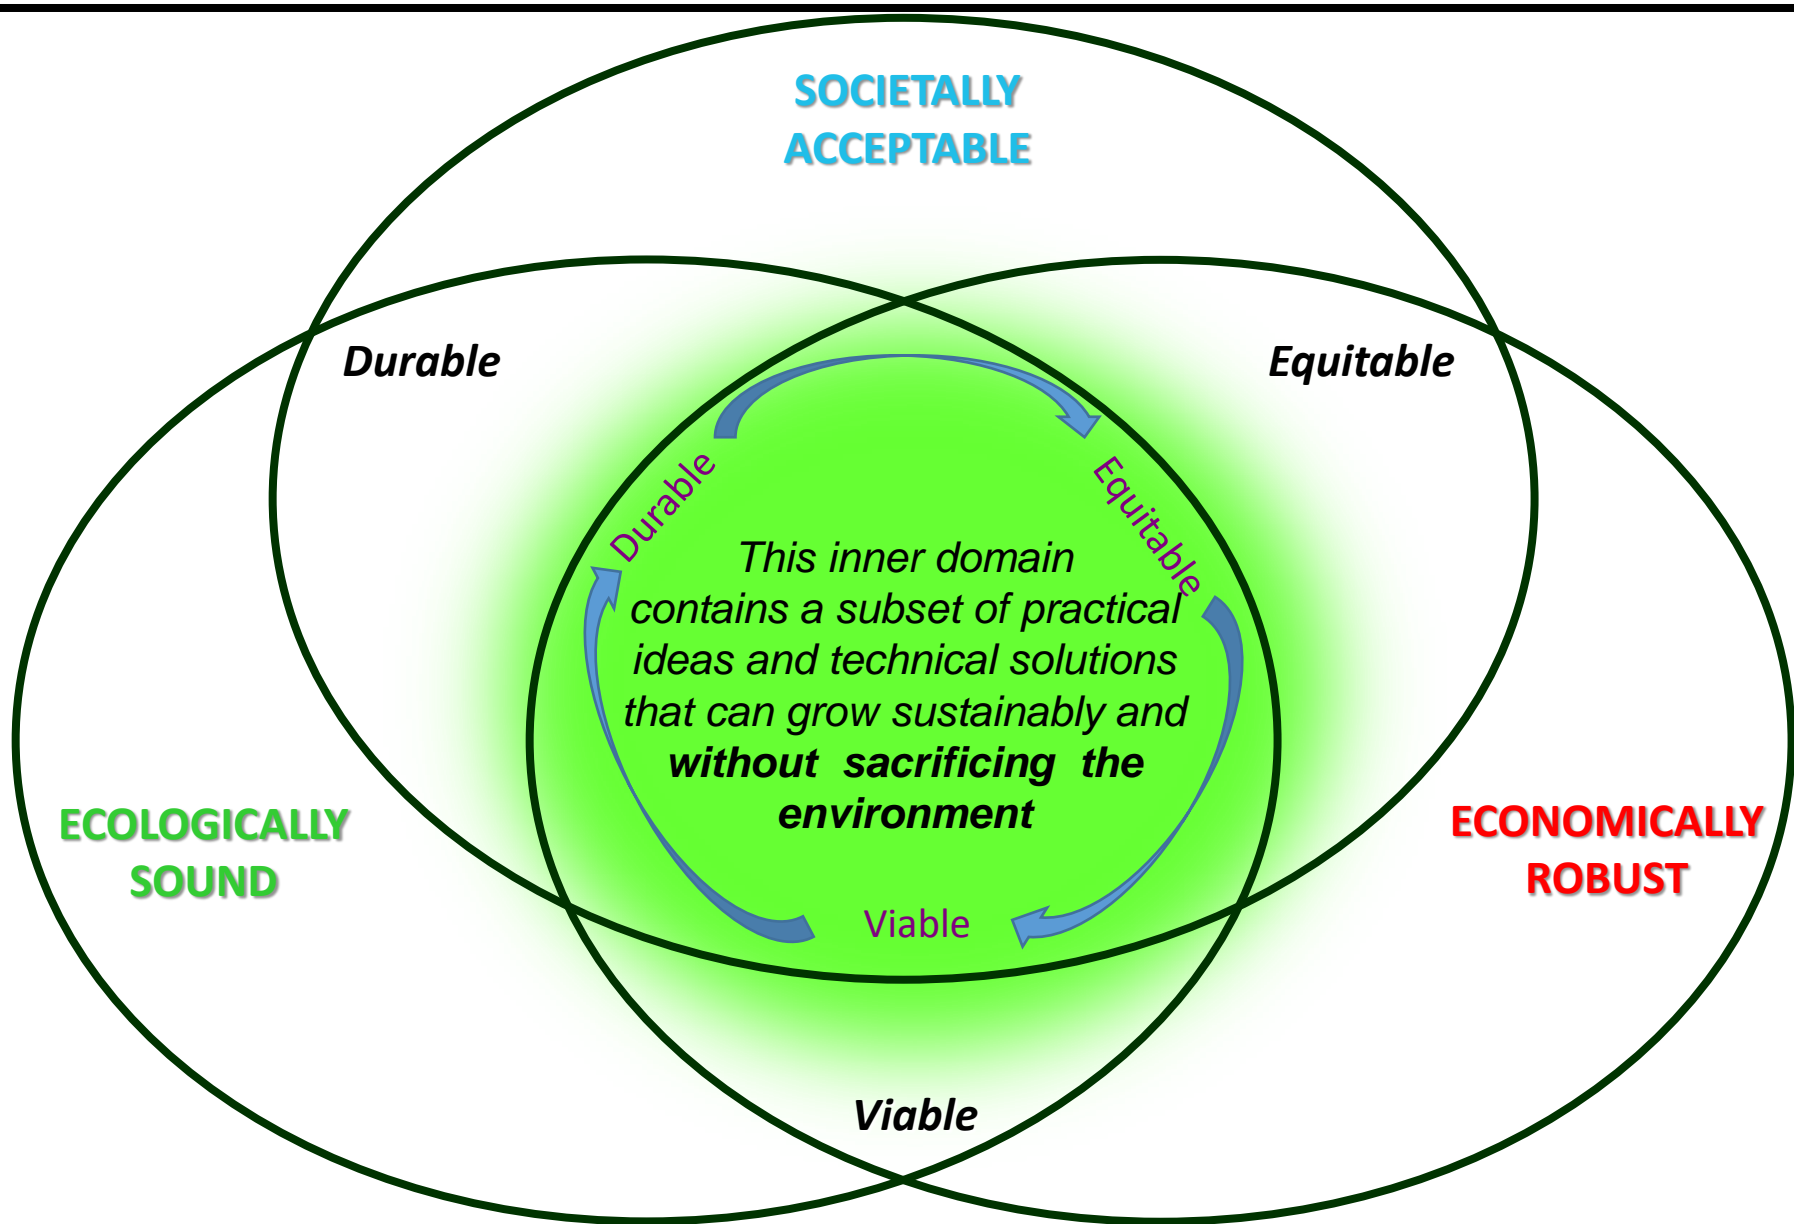 SOCIETALLY
ACCEPTABLE
Durable
Equitable
Durable
Equitable
This inner domain
contains a subset of practical
ideas and technical solutions
that can grow sustainably and
without sacrificing the
environment
ECOLOGICALLY
SOUND
ECONOMICALLY
ROBUST
Viable
Viable